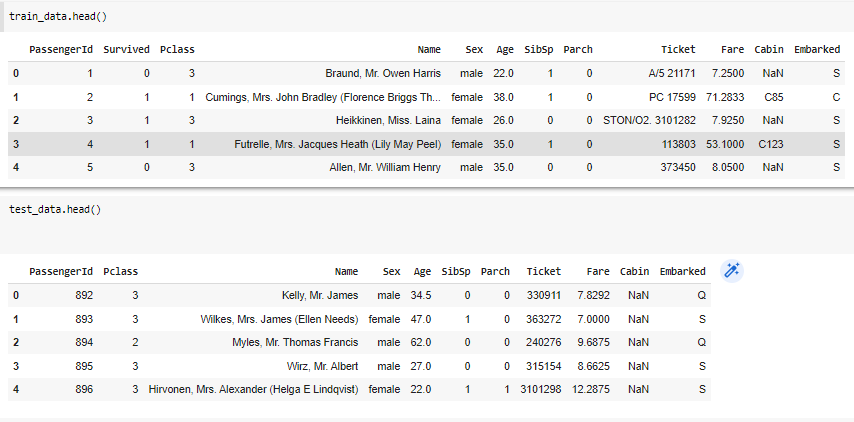 train_data.head()
PassengerId Survived Pclass Name Sex Age SibSp Parch Ticket Fare Cabin Embarked
0 1 0 3 Braund, Mr. Owen Harris male 22.0 1 0 A/5 21171 7.2500 NaN S
1 2 1 1 Cumings, Mrs. John Bradley (Florence Briggs Th... female 38.0 1 0 PC 17599 71.2833 C85 C
2 3 1 3 Heikkinen, Miss. Laina female 26.0 0 0 STON/O2. 3101282 7.9250 NaN S
3 4 1 1 Futrelle, Mrs. Jacques Heath (Lily May Peel) female 35.0 1 0 113803 53.1000 C123 S
4 5 0 3 Allen, Mr. William Henry male 35.0 0 0 373450 8.0500 NaN S
test_data.head()
PassengerId Pclass Name Sex Age SibSp Parch Ticket Fare Cabin Embarked
0 892 3 Kelly, Mr. James male 34.5 0 0 330911 7.8292 NaN Q
1 893 3 Wilkes, Mrs. James (Ellen Needs) female 47.0 1 0 363272 7.0000 NaN S
2 894 2 Myles, Mr. Thomas Francis male 62.0 0 0 240276 9.6875 NaN Q
3 895 3 Wirz, Mr. Albert male 27.0 0 0 315154 8.6625 NaN S
4 896 3 Hirvonen, Mrs. Alexander (Helga E Lindqvist) female 22.0 1 1 3101298 12.2875 NaN S